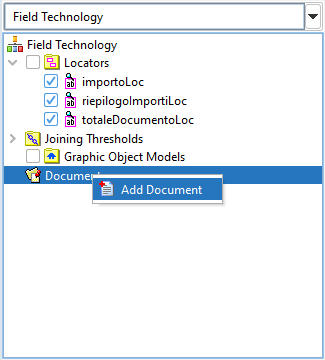 Field Technology
Field Technology
Locators
importoLoc
riepilogoImportiLoc
totaleDocumentoLoc
Joining Thresholds
Graphic Object Models
Document
Add Document